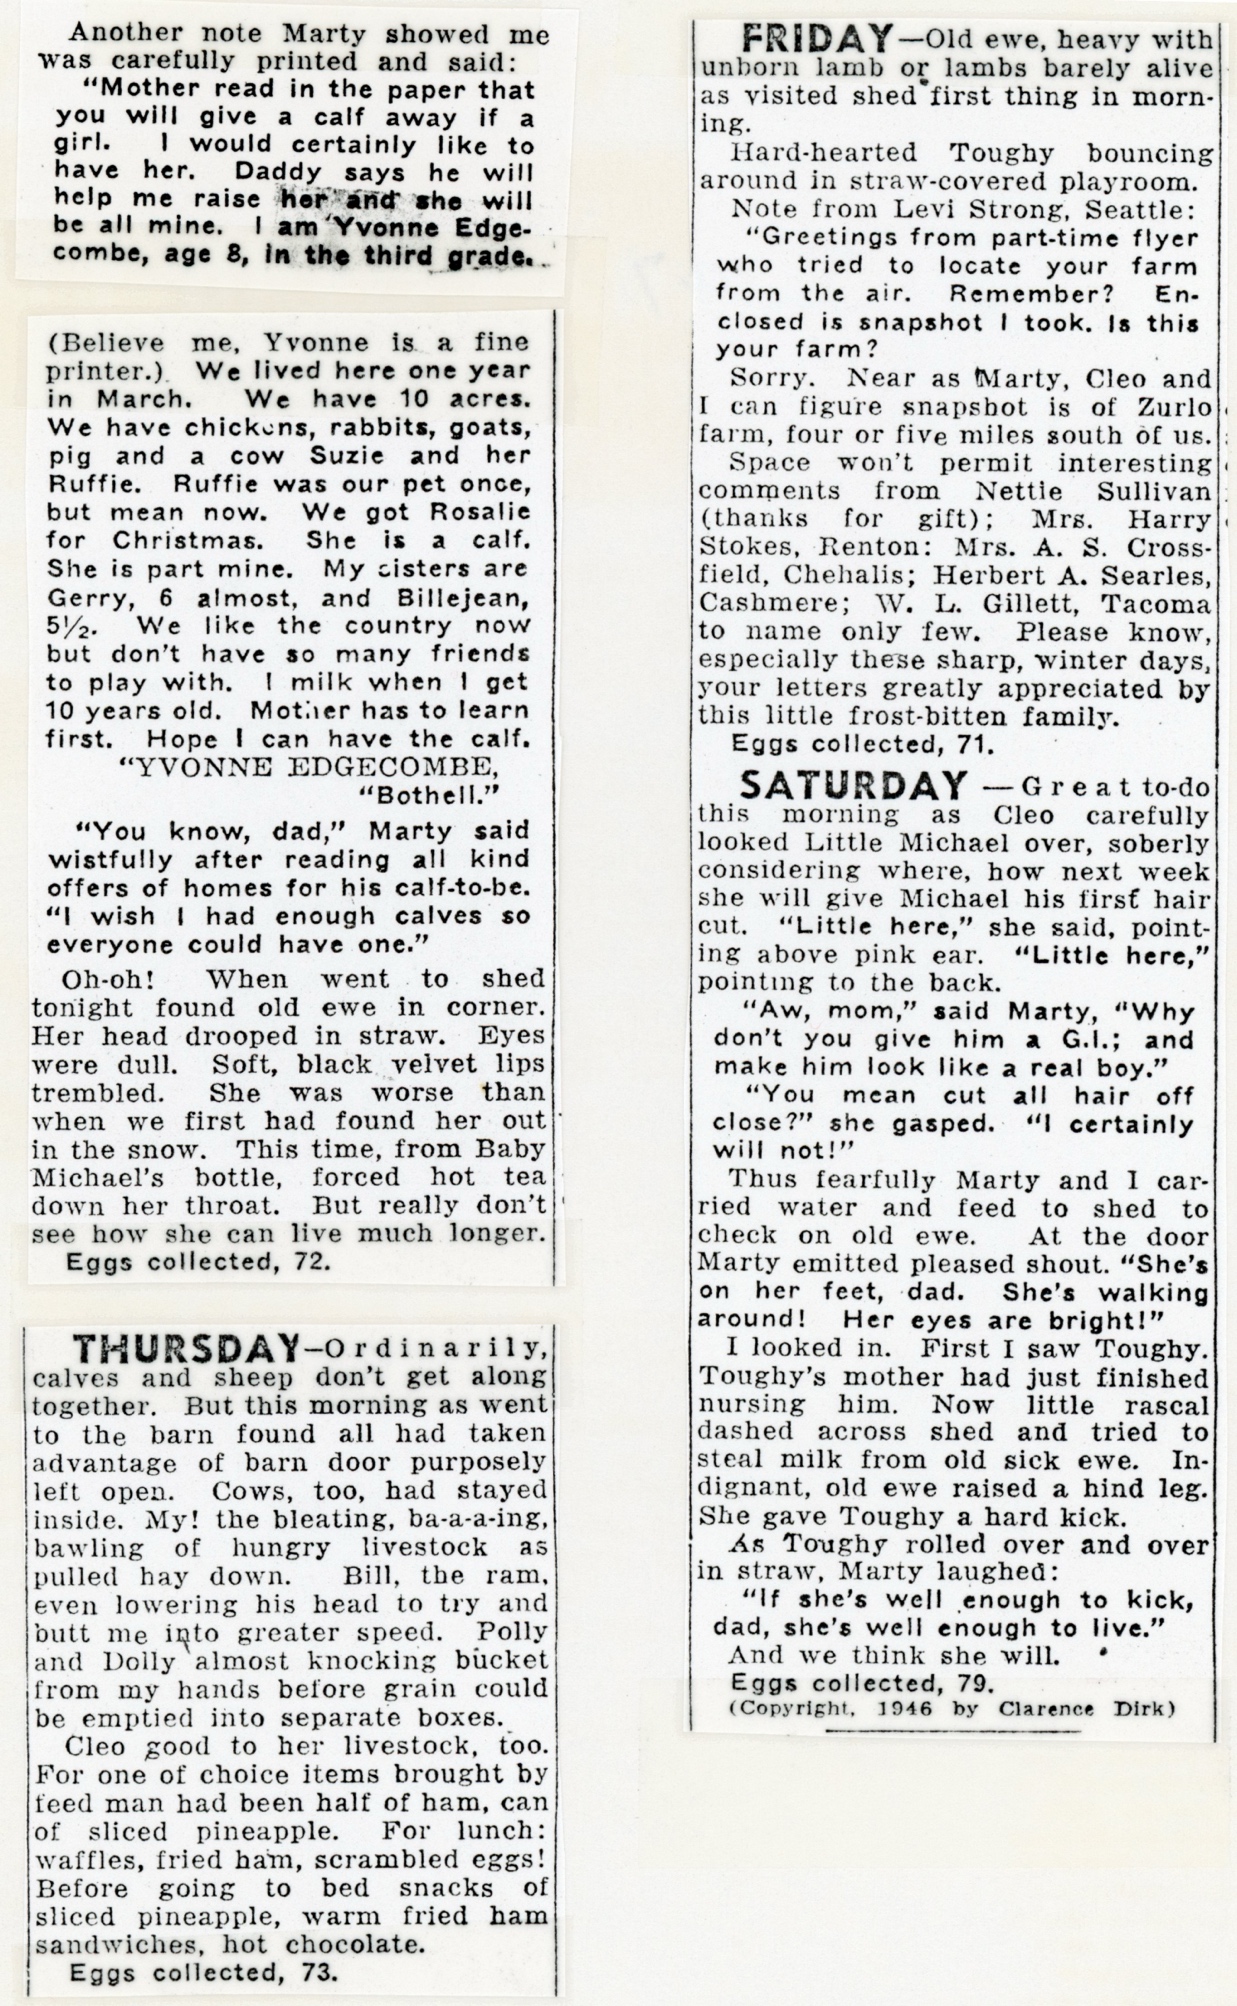 Another note Marty showed me
was carefully printed and said:
"Mother read in the paper that
you will give a calf away if a
girl. I would certainly like to
have her. Daddy says he will
help me raise her and she will
be all mine. I am Yvonne Edge-
combe, age 8, in the third grade.
(Believe me, Yvonne is a fine
printer.) We lived here one year
in March. We have 10 acres.
We have chickens, rabbits, goats,
pig and a cow Suzie and her
Ruffie. Ruffie was our pet once,
but mean now. We got Rosalie
for Christmas. She is a calf.
She is part mine. My sisters are
Gerry, 6 almost, and Billejean,
5½. We like the country now
but don't have so many friends
to play with. I milk when I get
10 years old. Mother has to learn
first. Hope I can have the calf.
"YVONNE EDGECOMBE,
"Bothell."
"You know, dad," Marty said
wistfully after reading all kind
offers of homes for his calf-to-be.
"I wish I had enough calves so
everyone could have one."
Oh-oh! When went to shed
tonight found old ewe in corner.
Her head drooped in straw. Eyes
were dull. Soft, black velvet lips
trembled. She was worse than
when we first had found her out
in the snow. This time, from Baby
Michael's bottle, forced hot tea
down her throat. But really don't
see how she can live much longer.
Eggs collected, 72.
THURSDAY—Ordinarily,
calves and sheep don't get along
together. But this morning as went
to the barn found all had taken
advantage of barn door purposely
left open. Cows, too, had stayed
inside. My! the bleating, ba-a-a-ing,
bawling of hungry livestock as
pulled hay down. Bill, the ram,
even lowering his head to try and
butt me into greater speed. Polly
and Dolly almost knocking bucket
from my hands before grain could
be emptied into separate boxes.
Cleo good to her livestock, too.
For one of choice items brought by
feed man had been half of ham, can
of sliced pineapple. For lunch:
waffles, fried ham, scrambled eggs!
Before going to bed snacks of
sliced pineapple, warm fried ham
sandwiches, hot chocolate.
Eggs collected, 73.
FRIDAY—Old ewe, heavy with
unborn lamb or lambs barely alive
as visited shed first thing in morn-
ing.
Hard-hearted Toughy bouncing
around in straw-covered playroom.
Note from Levi Strong, Seattle:
"Greetings from part-time flyer
who tried to locate your farm
from the air. Remember? En-
closed is snapshot I took. Is this
your farm?
Sorry. Near as Marty, Cleo and
I can figure snapshot is of Zurlo
farm, four or five miles south of us.
Space won't permit interesting
comments from Nettie Sullivan
(thanks for gift); Mrs. Harry
Stokes, Renton: Mrs. A. S. Cross-
field, Chehalis; Herbert A. Searles,
Cashmere; W. L. Gillett, Tacoma
to name only few. Please know,
especially these sharp, winter days,
your letters greatly appreciated by
this little frost-bitten family.
Eggs collected, 71.
SATURDAY —Great to-do
this morning as Cleo carefully
looked Little Michael over, soberly
considering where, how next week
she will give Michael his first hair
cut. "Little here," she said, point-
ing above pink ear. "Little here,"
pointing to the back.
"Aw, mom," said Marty, "Why
don't you give him a G.I.; and
make him look like a real boy."
"You mean cut all hair off
close?" she gasped. "I certainly
will not!"
Thus fearfully Marty and I car-
ried water and feed to shed to
check on old ewe. At the door
Marty emitted pleased shout. "She's
on her feet, dad. She's walking
around! Her eyes are bright!"
I looked in. First I saw Toughy.
Toughy's mother had just finished
nursing him. Now little rascal
dashed across shed and tried to
steal milk from old sick ewe. In-
dignant, old ewe raised a hind leg.
She gave Toughy a hard kick.
As Toughy rolled over and over
in straw, Marty laughed:
"If she's well enough to kick,
dad, she's well enough to live."
And we think she will.
Eggs collected, 79.
(Copyright, 1946 by Clarence Dirk)